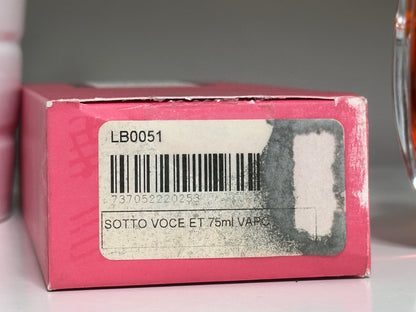 LB0051
737052220253
SOTTO VOCE ET 75ml VAPO